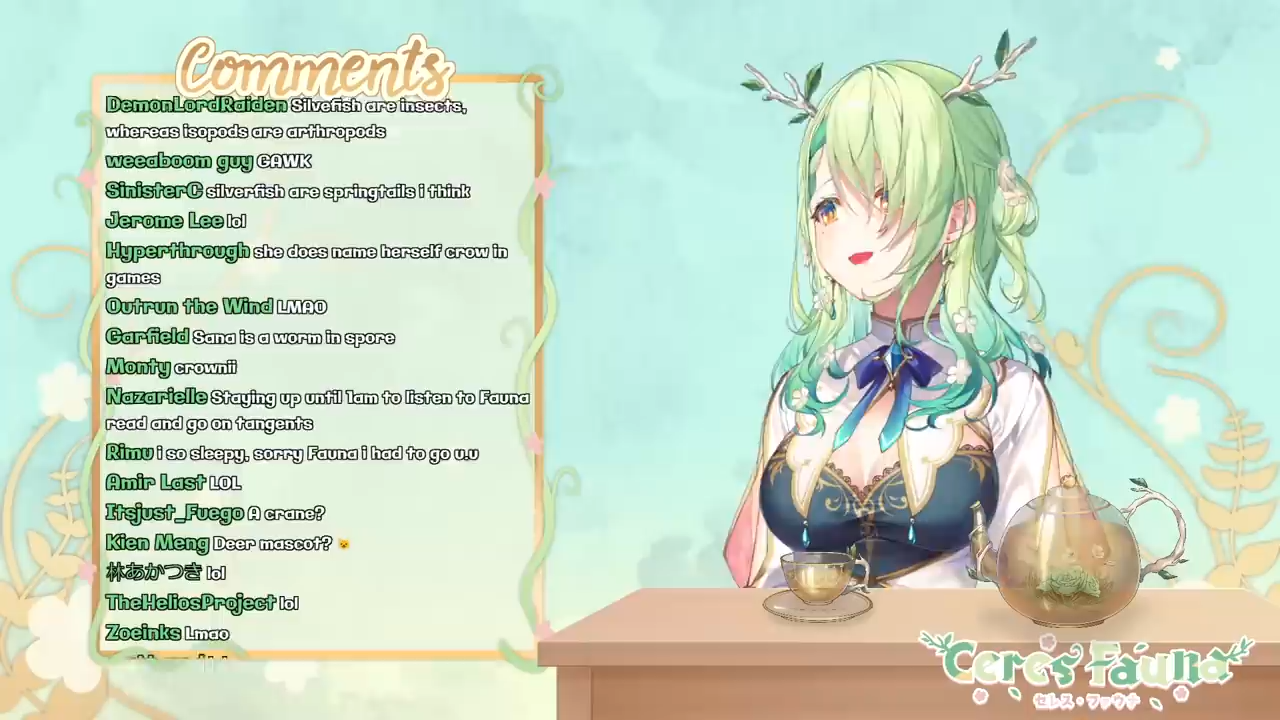 Comments
DemonLordRaiden Silvefish are insects,
whereas isopods are arthropods
weeaboom guy GAWK
SinisterC silverfish are springtails i think
Jerome Lee lol
Hyperthrough she does name herself crow in
games
Outrun the Wind LMAO
Garfield Sana is a worm in spore
Monty crownii
Nazarielle Staying up until 1am to listen to Fauna
read and go on tangents
Rimu i so sleepy, sorry Fauna i had to go u.u
Amir Last LOL
Itsjust_Fuego A crane?
Kien Meng Deer mascot?
林あかつき lol
TheHeliosProject lol
Zoeinks Lmao
Ceres Fauna
セレス・ファウナ